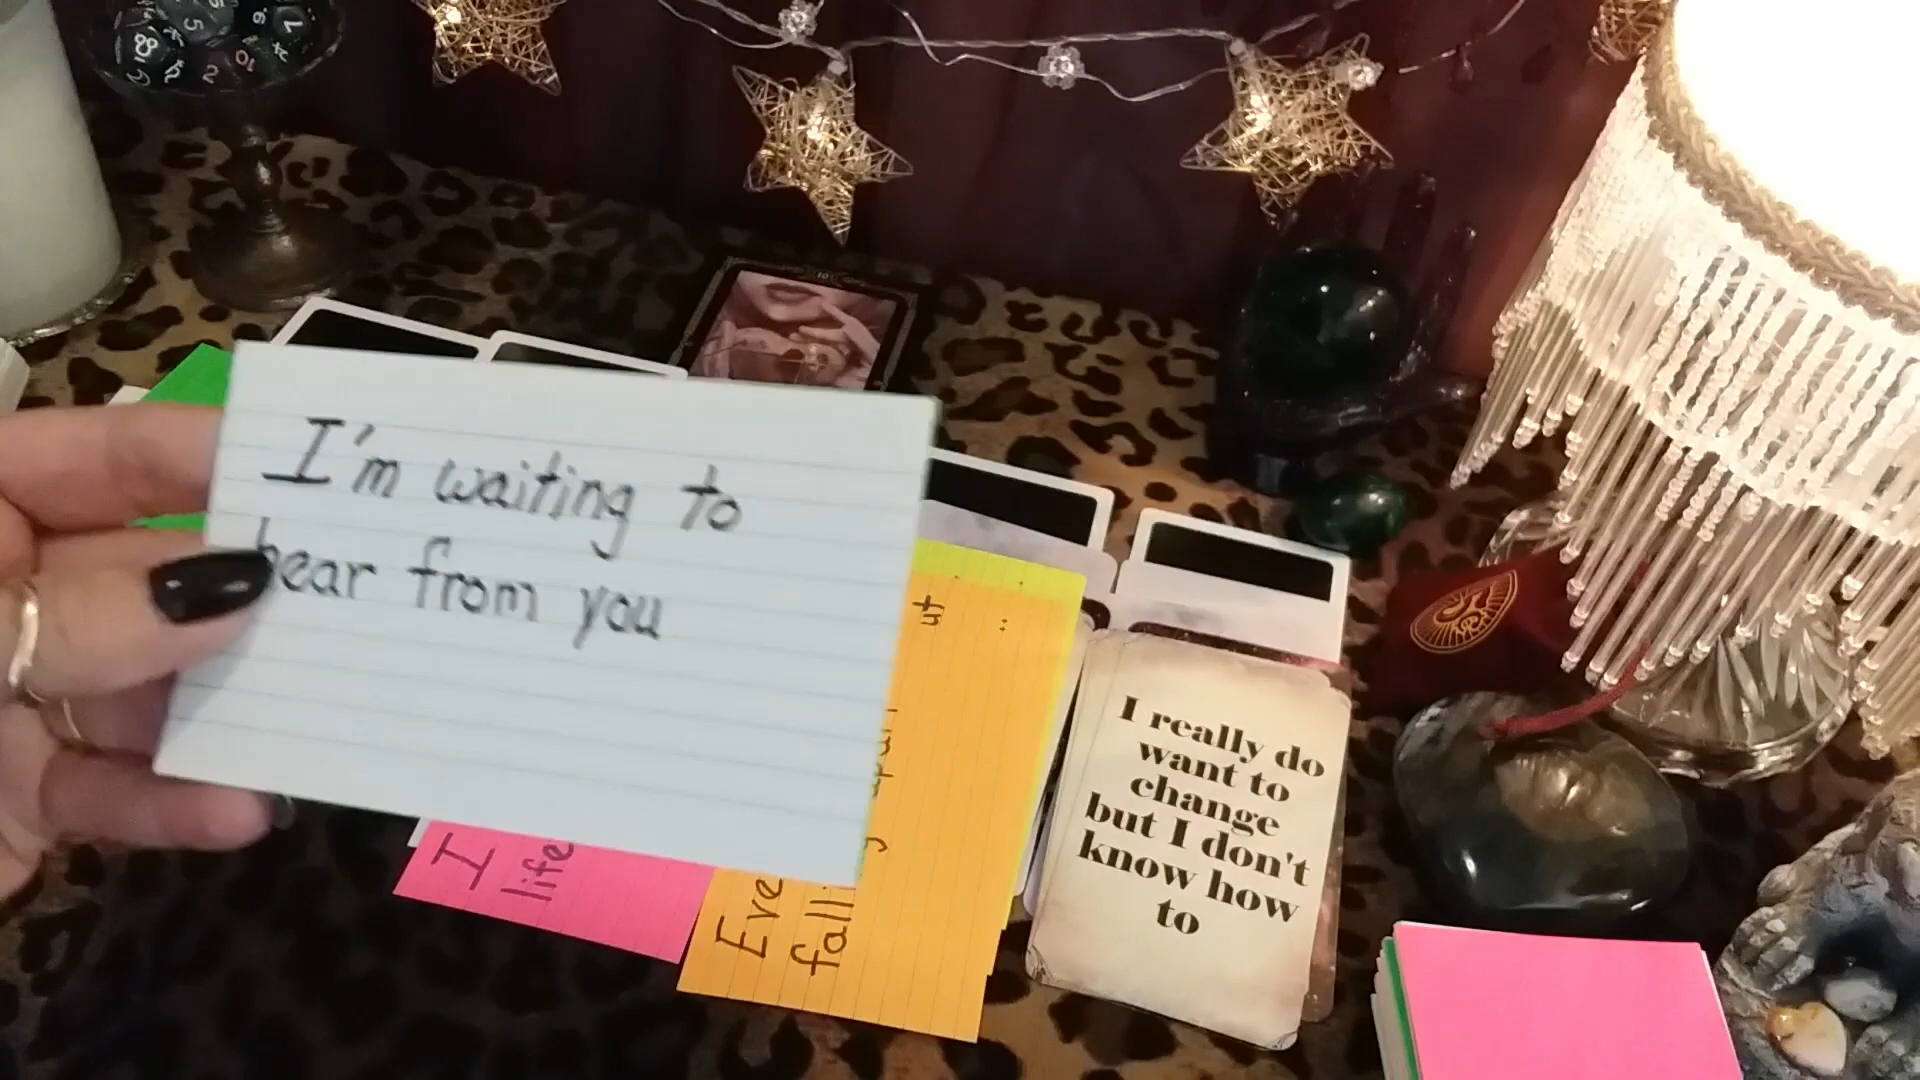 I'm waiting to
hear from you
I
life
Eve
falli
I really do
want to
change
but I don't
know how
to